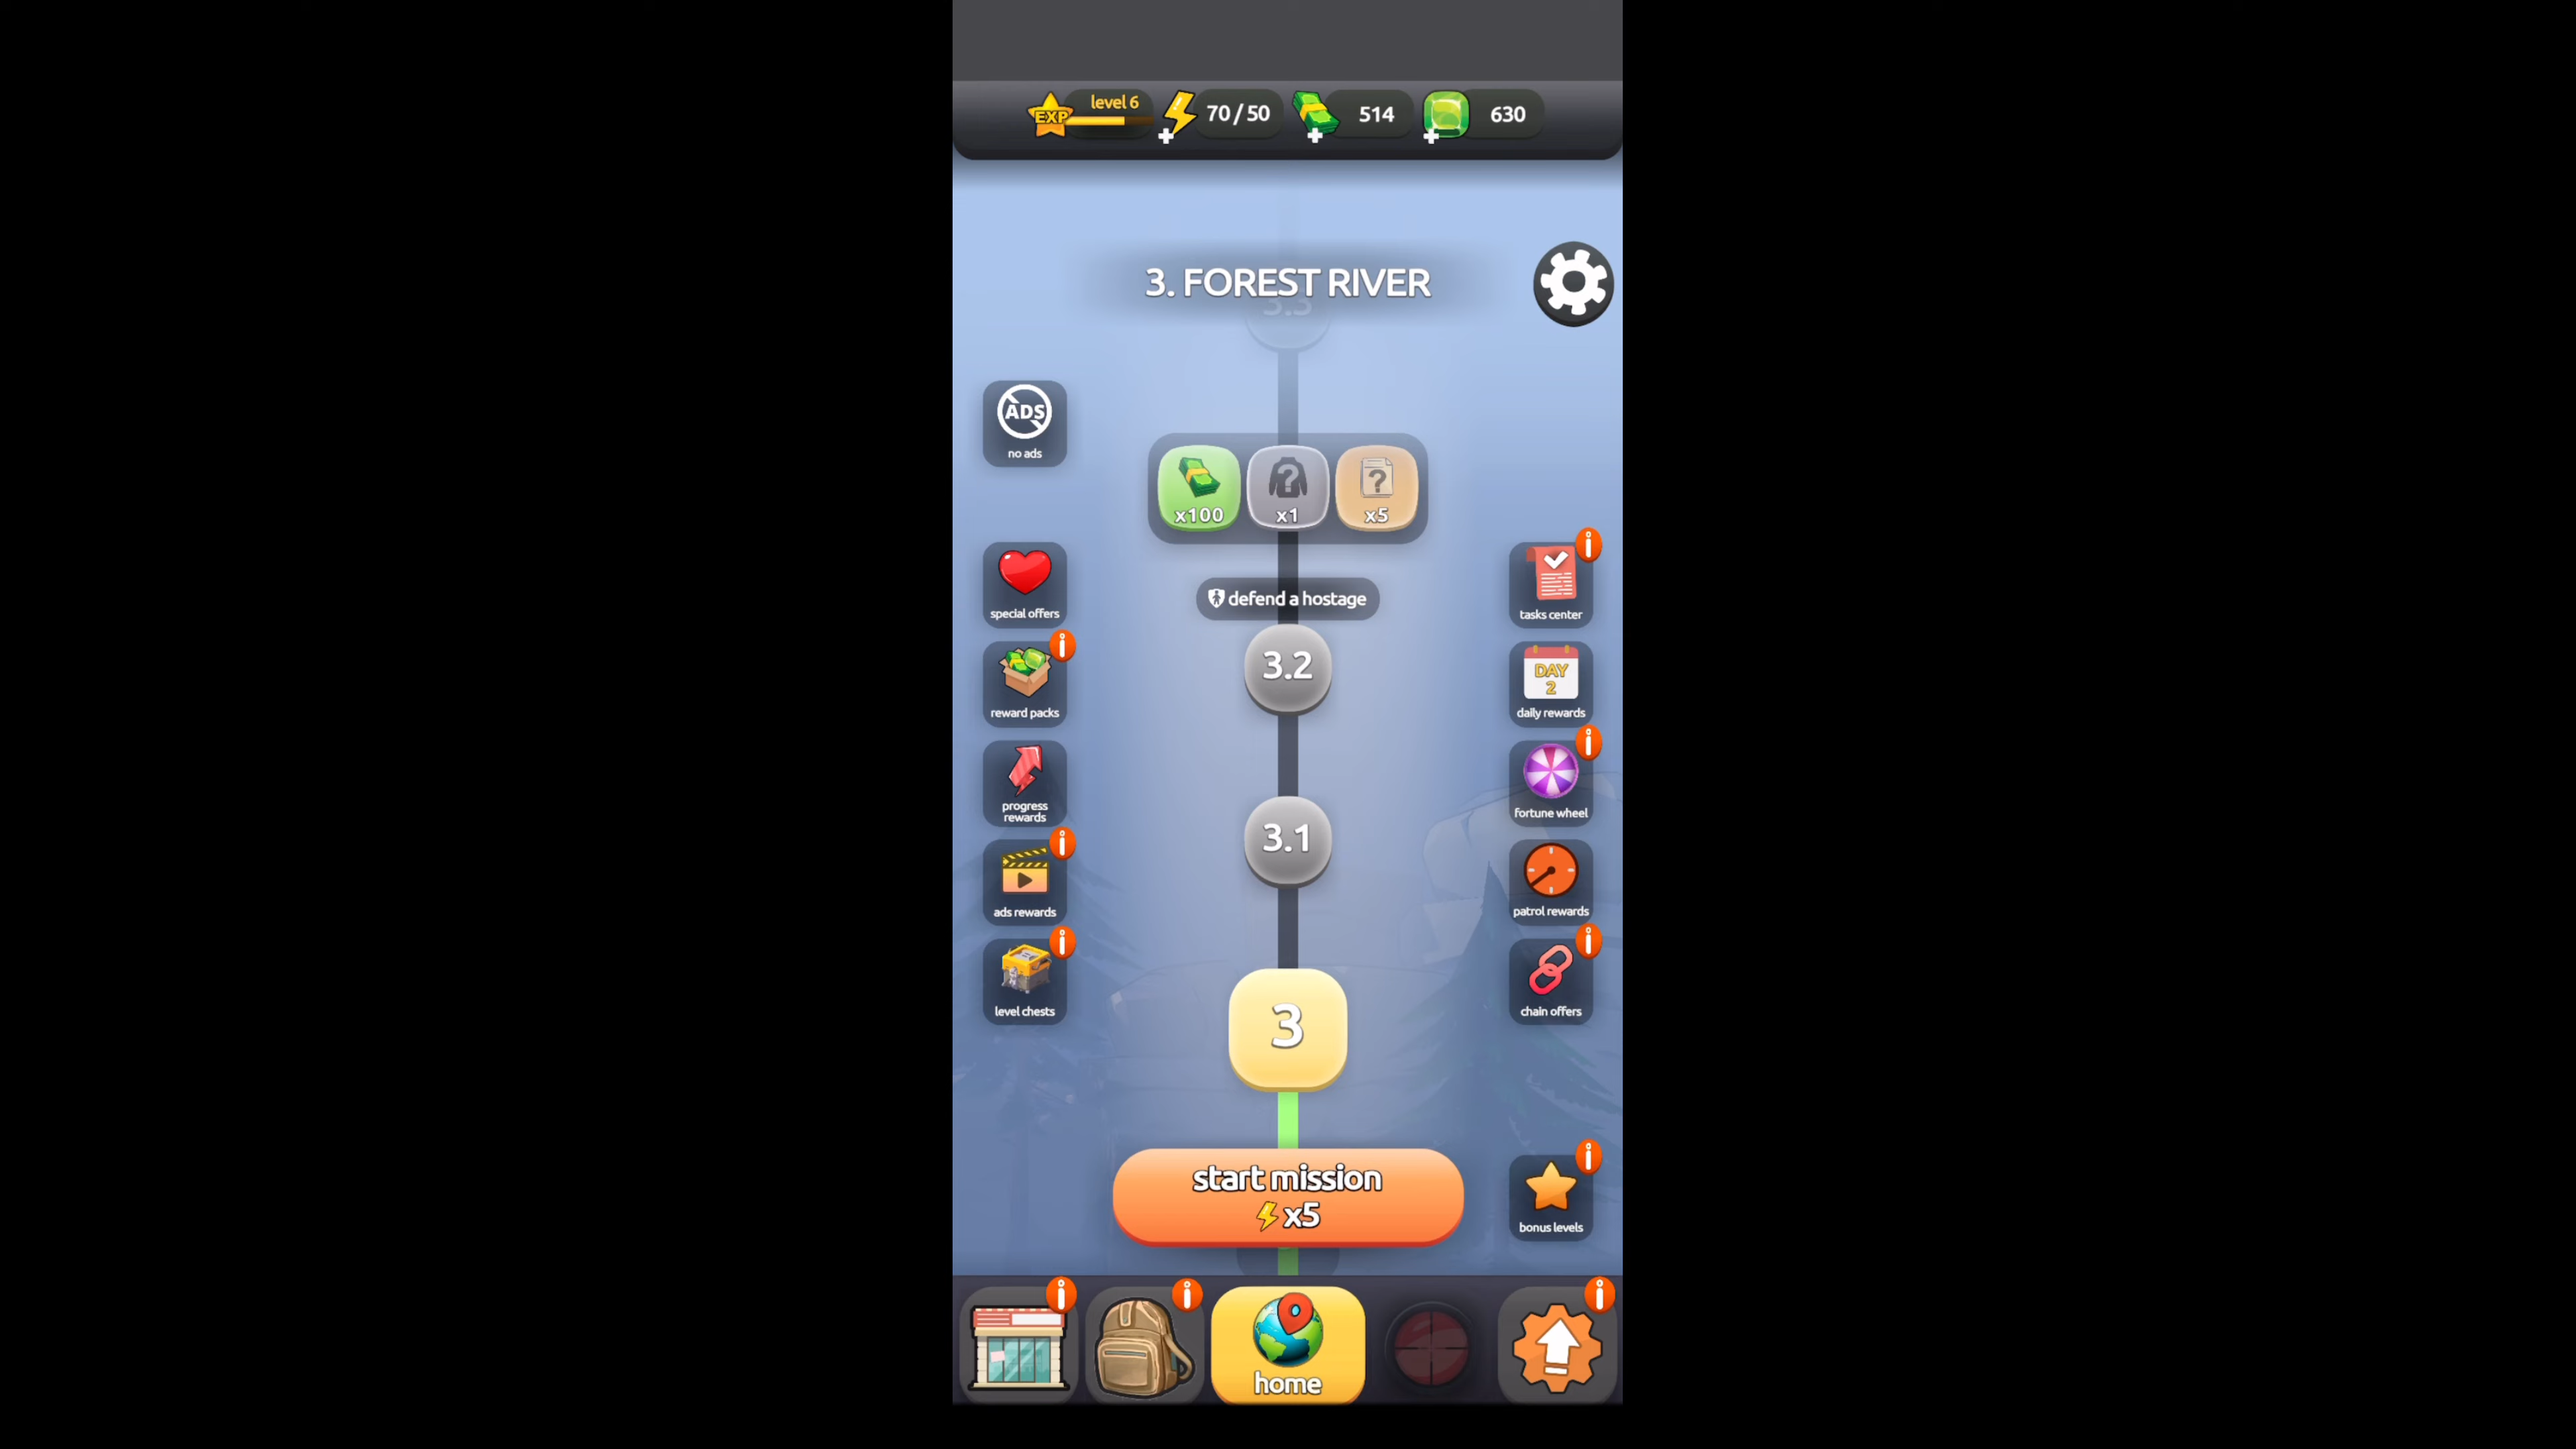 EXP
level 6
70/50
514
630
3. FOREST RIVER
3.3
ADS
no ads
x100
?
x1
?
x5
special offers
defend a hostage
tasks center
reward packs
3.2
DAY
2
daily rewards
progress
rewards
3.1
fortune wheel
ads rewards
patrol rewards
level chests
3
chain offers
start mission
x5
bonus levels
home